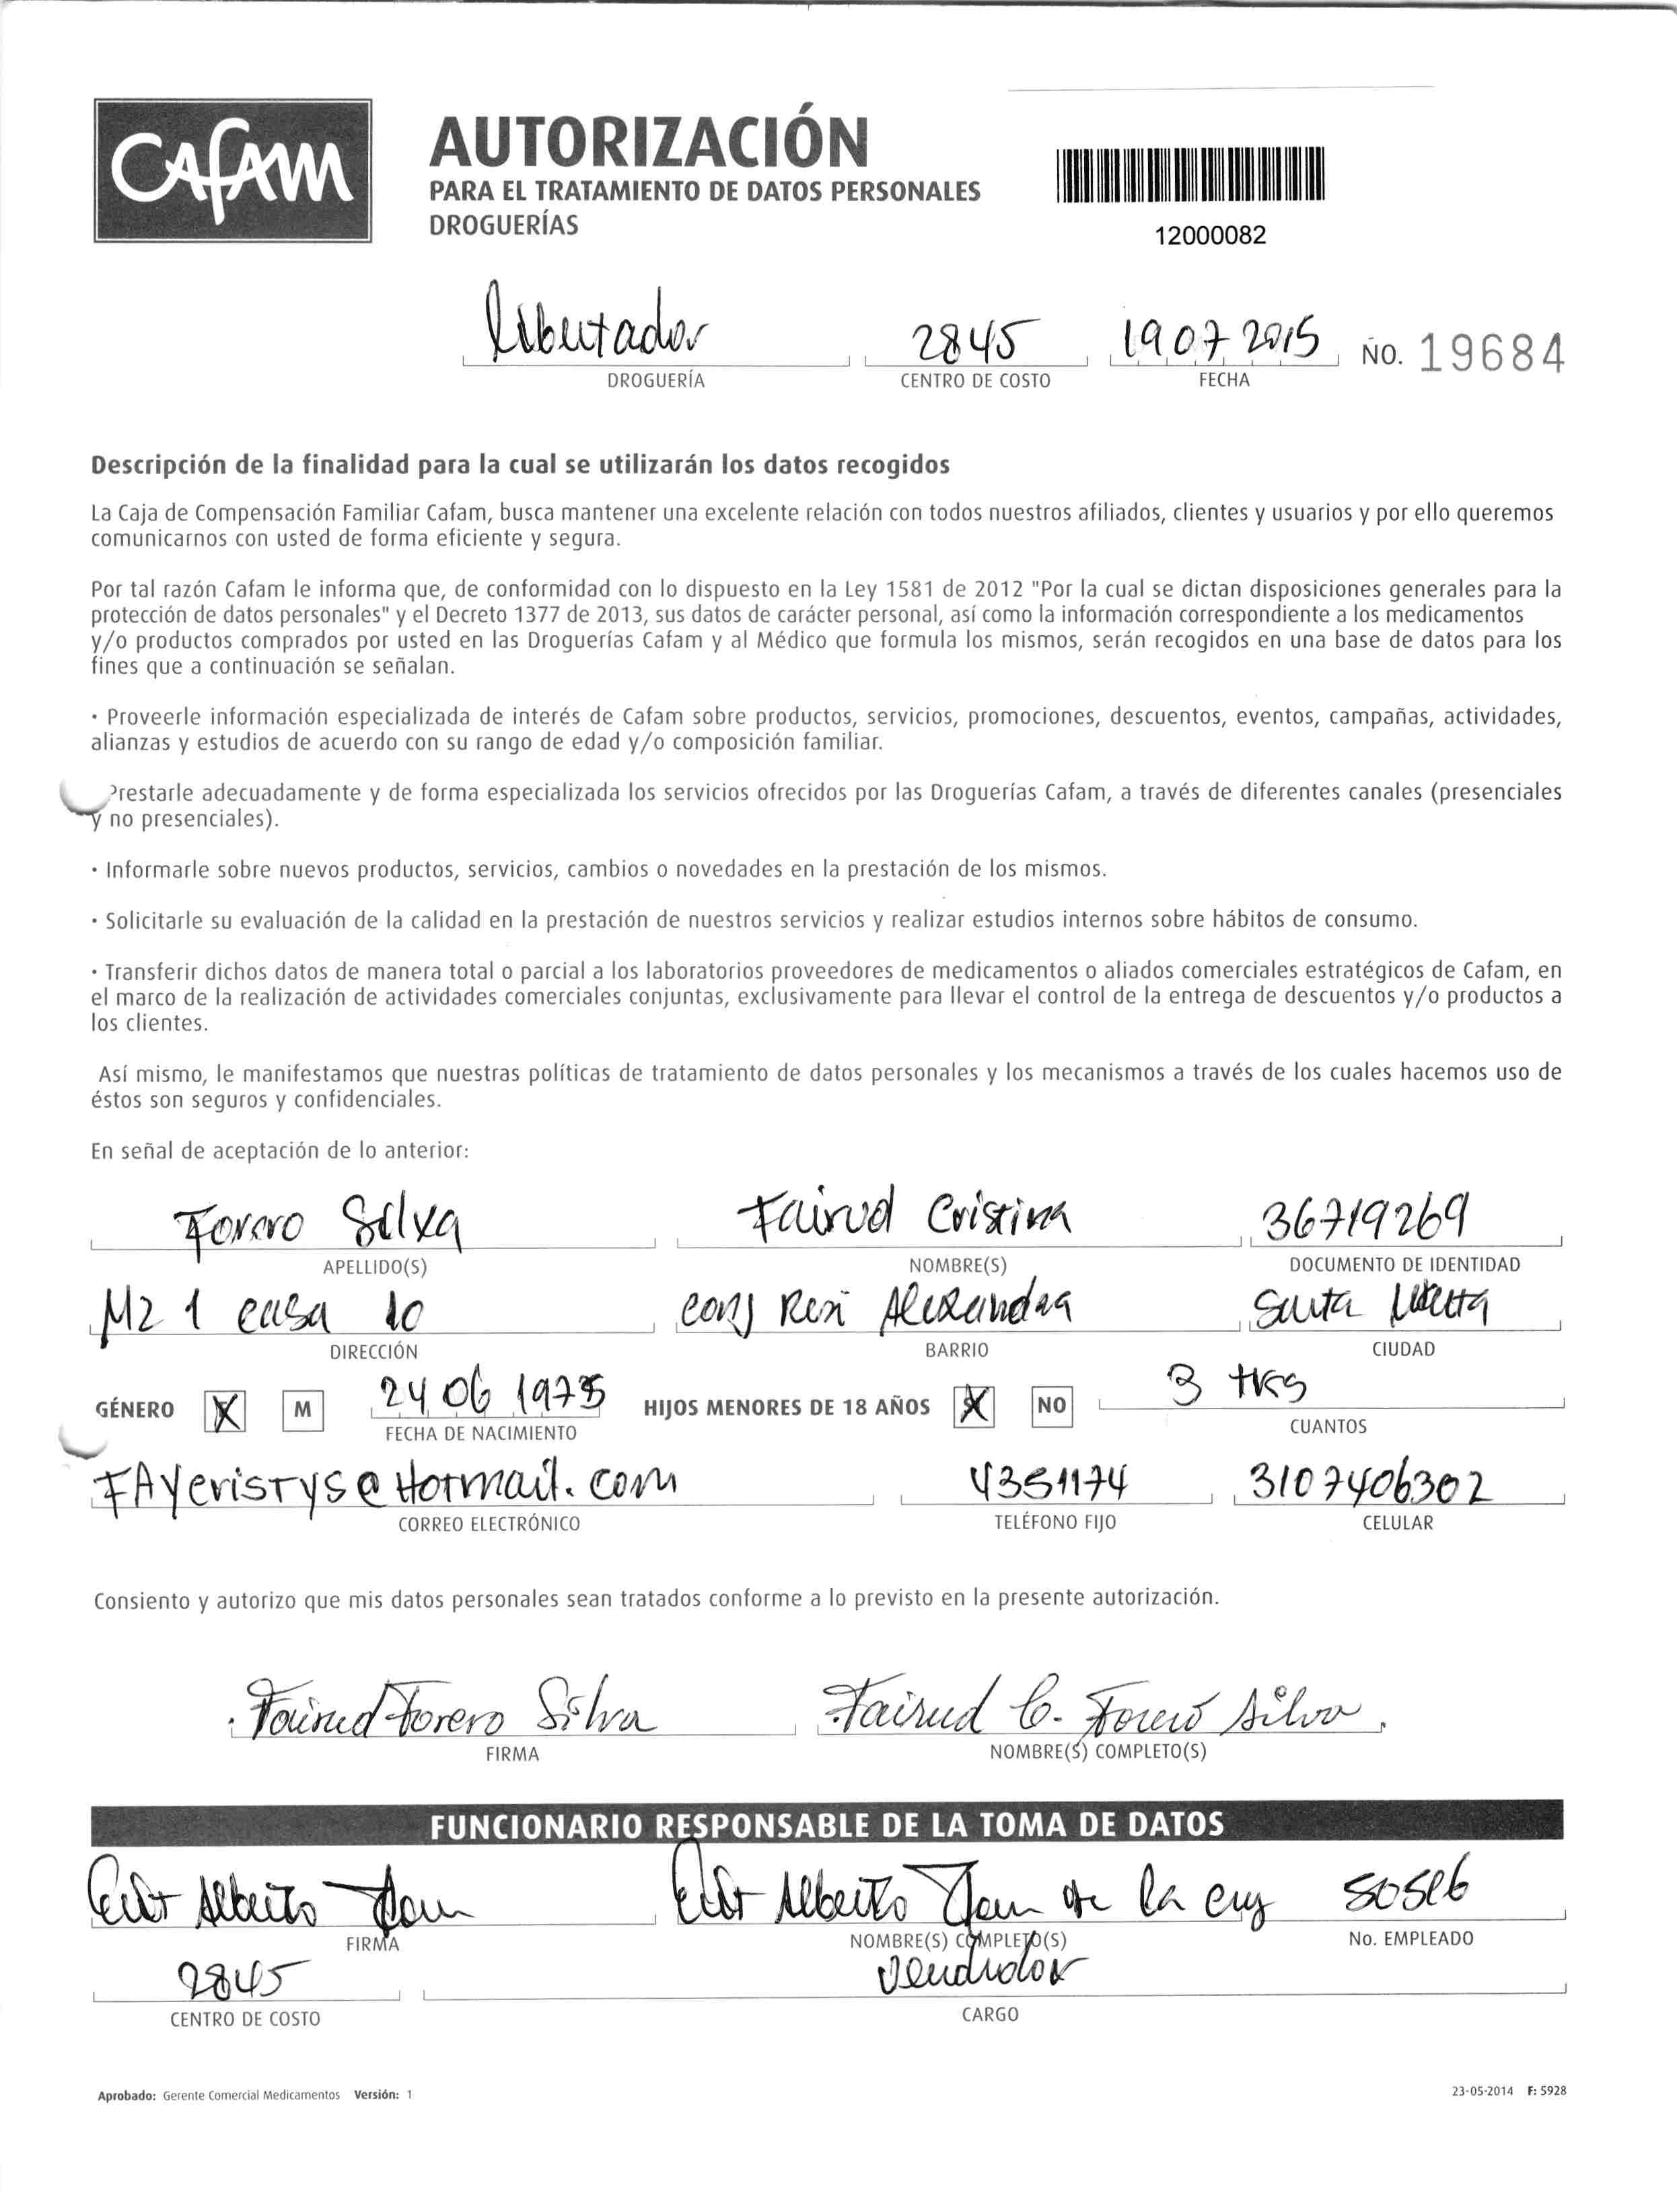 CAFAM
AUTORIZACIÓN
PARA EL TRATAMIENTO DE DATOS PERSONALES
DROGUERÍAS
12000082
Libertador 2845 19 07 2015 NO. 19684
DROGUERÍA CENTRO DE COSTO FECHA
Descripción de la finalidad para la cual se utilizarán los datos recogidos
La Caja de Compensación Familiar Cafam, busca mantener una excelente relación con todos nuestros afiliados, clientes y usuarios y por ello queremos
comunicarnos con usted de forma eficiente y segura.
Por tal razón Cafam le informa que, de conformidad con lo dispuesto en la Ley 1581 de 2012 "Por la cual se dictan disposiciones generales para la
protección de datos personales" y el Decreto 1377 de 2013, sus datos de carácter personal, así como la información correspondiente a los medicamentos
y/o productos comprados por usted en las Droguerías Cafam y al Médico que formula los mismos, serán recogidos en una base de datos para los
fines que a continuación se señalan.
· Proveerle información especializada de interés de Cafam sobre productos, servicios, promociones, descuentos, eventos, campañas, actividades,
alianzas y estudios de acuerdo con su rango de edad y/o composición familiar.
Prestarle adecuadamente y de forma especializada los servicios ofrecidos por las Droguerías Cafam, a través de diferentes canales (presenciales
y no presenciales).
· Informarle sobre nuevos productos, servicios, cambios o novedades en la prestación de los mismos.
· Solicitarle su evaluación de la calidad en la prestación de nuestros servicios y realizar estudios internos sobre hábitos de consumo.
· Transferir dichos datos de manera total o parcial a los laboratorios proveedores de medicamentos o aliados comerciales estratégicos de Cafam, en
el marco de la realización de actividades comerciales conjuntas, exclusivamente para llevar el control de la entrega de descuentos y/o productos a
los clientes.
Así mismo, le manifestamos que nuestras políticas de tratamiento de datos personales y los mecanismos a través de los cuales hacemos uso de
éstos son seguros y confidenciales.
En señal de aceptación de lo anterior:
Forero Silva Fairud Cristina 36719269
APELLIDO(S) NOMBRE(S) DOCUMENTO DE IDENTIDAD
Mz 1 casa 10 conj Resi Alexandra Santa Marta
DIRECCIÓN BARRIO CIUDAD
GÉNERO X M 24 06 1975 HIJOS MENORES DE 18 AÑOS X NO 3 tres
FECHA DE NACIMIENTO CUANTOS
FAYcristys@Hotmail.com 4351174 3107406302
CORREO ELECTRÓNICO TELÉFONO FIJO CELULAR
Consiento y autorizo que mis datos personales sean tratados conforme a lo previsto en la presente autorización.
Fairud Forero Silva Fairud C. Forero Silva.
FIRMA NOMBRE(S) COMPLETO(S)
FUNCIONARIO RESPONSABLE DE LA TOMA DE DATOS
Alberto Alberto de la
FIRMA NOMBRE(S) COMPLETO(S) No. EMPLEADO
2845 Vendedor
CENTRO DE COSTO CARGO
Aprobado: Gerente Comercial Medicamentos Versión: 1 23-05-2014 F: 5928